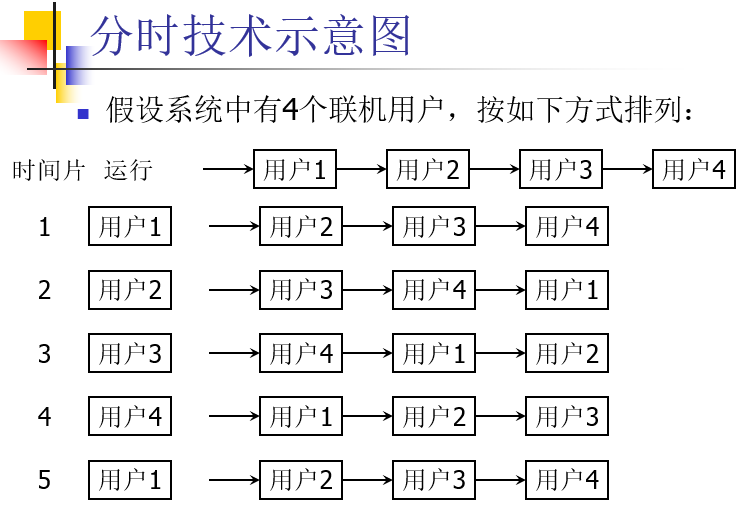 分时技术示意图
假设系统中有4个联机用户，按如下方式排列：
时间片 运行 用户1 用户2 用户3 用户4
1 用户1 用户2 用户3 用户4
2 用户2 用户3 用户4 用户1
3 用户3 用户4 用户1 用户2
4 用户4 用户1 用户2 用户3
5 用户1 用户2 用户3 用户4